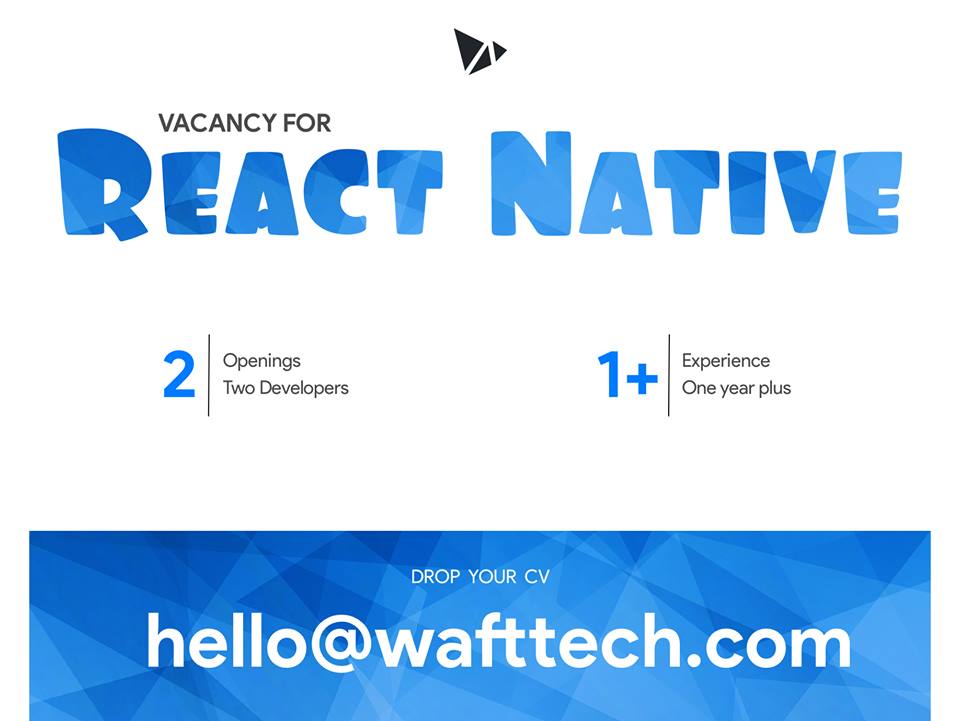 VACANCY FOR
REACT NATIVE
2
Openings
Two Developers
1+
Experience
One year plus
DROP YOUR CV
hello@wafttech.com